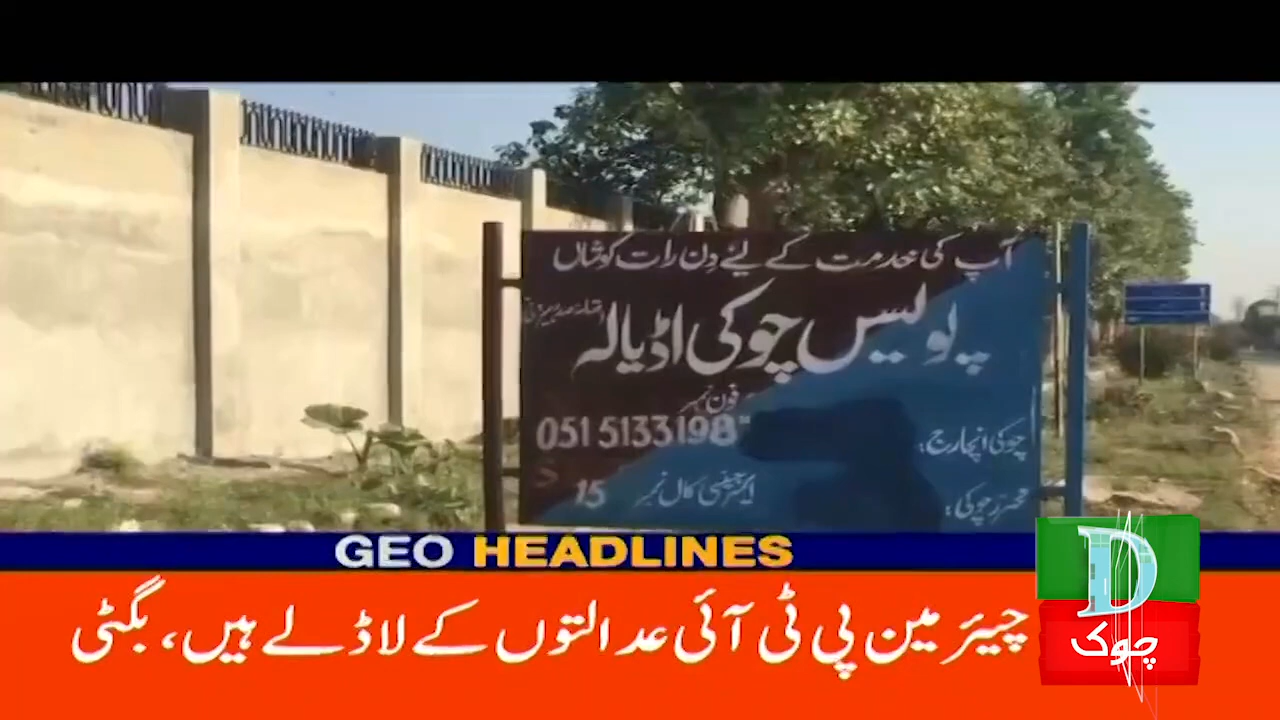 آپ کی خدمت کے لیئے دن رات کوشاں
پولیس چوکی اڈیالہ
فون نمبر
051 5133198
چوکی انچارج:
ایمرجنسی کال نمبر 15
محرر چوکی:
GEO HEADLINES
چیئرمین پی ٹی آئی عدالتوں کے لاڈلے ہیں، بگٹی
D
چوک